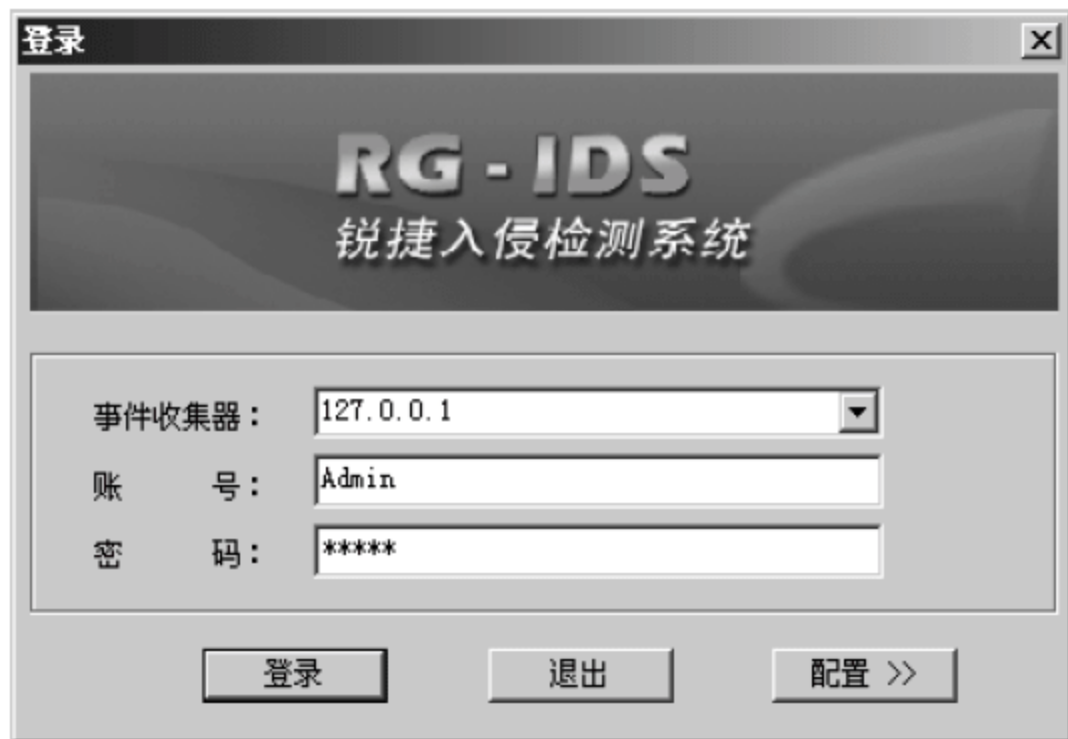 登录
RG-IDS
锐捷入侵检测系统
事件收集器: 127.0.0.1
账 号: Admin
密 码: *****
登录 退出 配置 >>